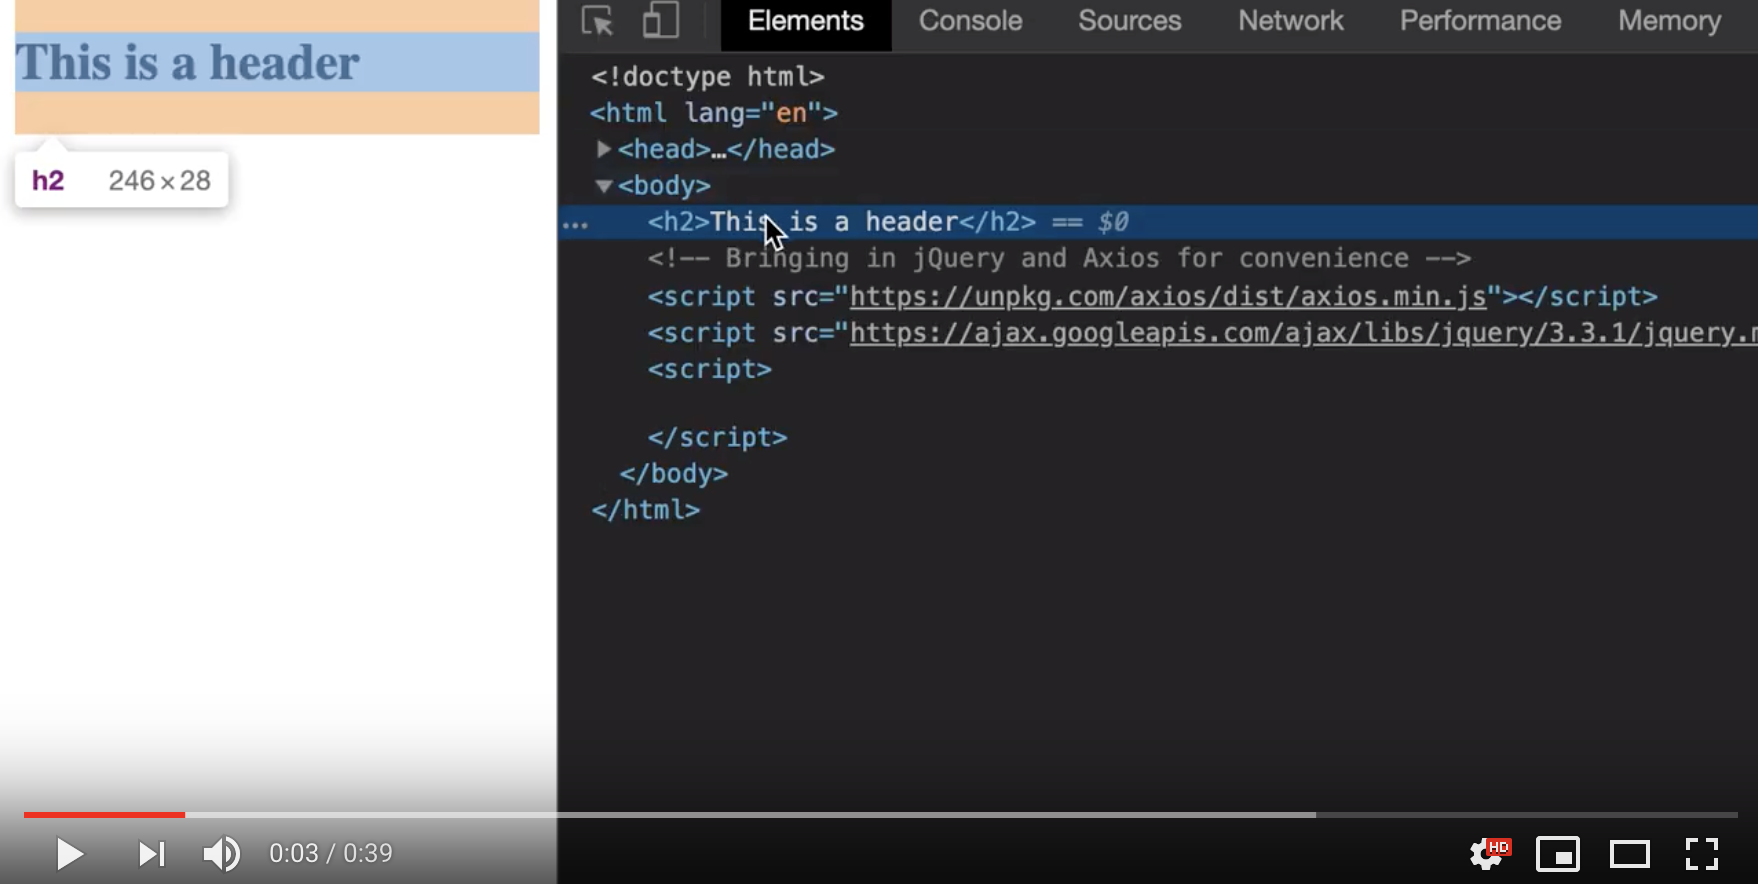 This is a header
h2 246 × 28
Elements Console Sources Network Performance Memory
<!doctype html>
<html lang="en">
<head>…</head>
<body>
… <h2>This is a header</h2> == $0
<!-- Bringing in jQuery and Axios for convenience -->
<script src="https://unpkg.com/axios/dist/axios.min.js"></script>
<script src="https://ajax.googleapis.com/ajax/libs/jquery/3.3.1/jquery.
<script>
</script>
</body>
</html>
0:03 / 0:39
HD